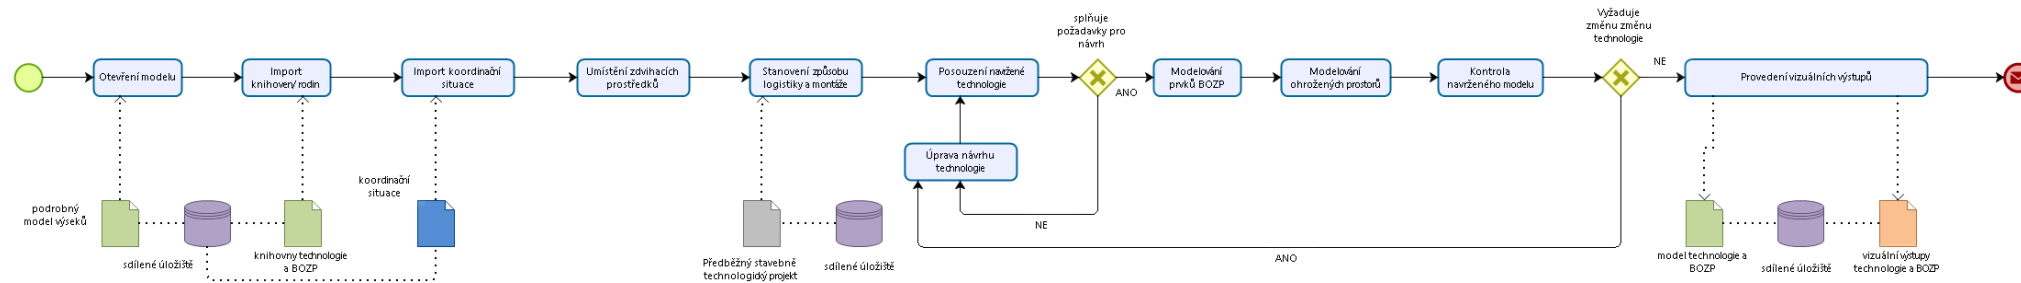 splňuje
požadavky pro
návrh
Vyžaduje
změnu změnu
technologie
Otevření modelu
Import
knihoven/ rodin
Import koordinační
situace
Umístění zdvihacích
prostředků
Stanovení způsobu
logistiky a montáže
Posouzení navržené
technologie
ANO
Modelování
prvků BOZP
Modelování
ohrožených prostorů
Kontrola
navrženého modelu
NE
Provedení vizuálních výstupů
Úprava návrhu
technologie
NE
ANO
podrobný
model výseků
sdílené úložiště
knihovny technologie
a BOZP
koordinační
situace
Předběžný stavebně
technologický projekt
sdílené úložiště
model technologie a
BOZP
sdílené úložiště
vizuální výstupy
technologie a BOZP